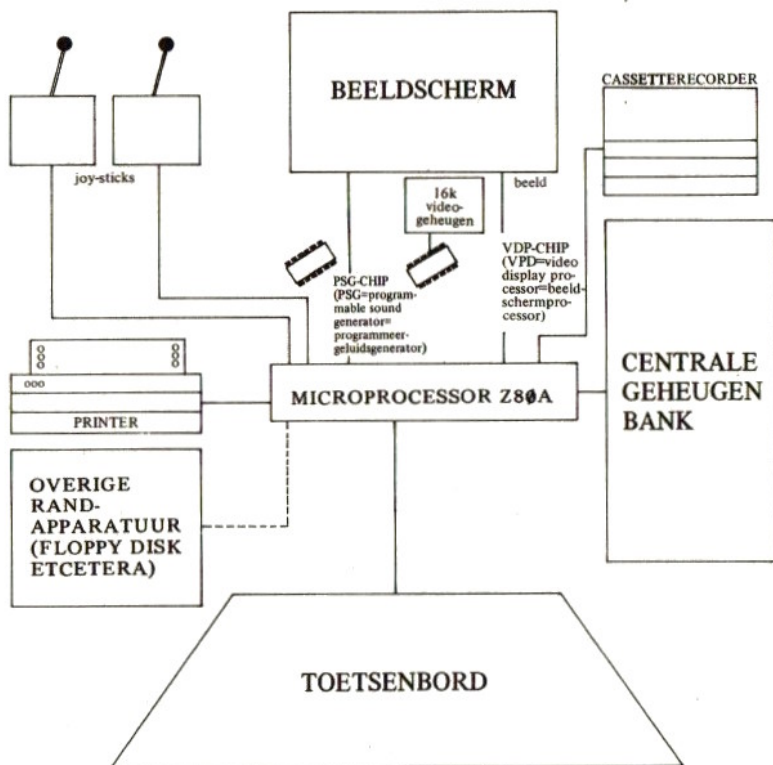 BEELDSCHERM
CASSETTERECORDER
joy-sticks
beeld
16k
video-
geheugen
PSG-CHIP
(PSG=program-
mable sound
generator=
programmeer-
geluidsgenerator)
VDP-CHIP
(VPD=video
display pro-
cessor=beeld-
schermpro-
cessor)
PRINTER
MICROPROCESSOR Z80A
CENTRALE
GEHEUGEN
BANK
OVERIGE
RAND-
APPARATUUR
(FLOPPY DISK
ETCETERA)
TOETSENBORD